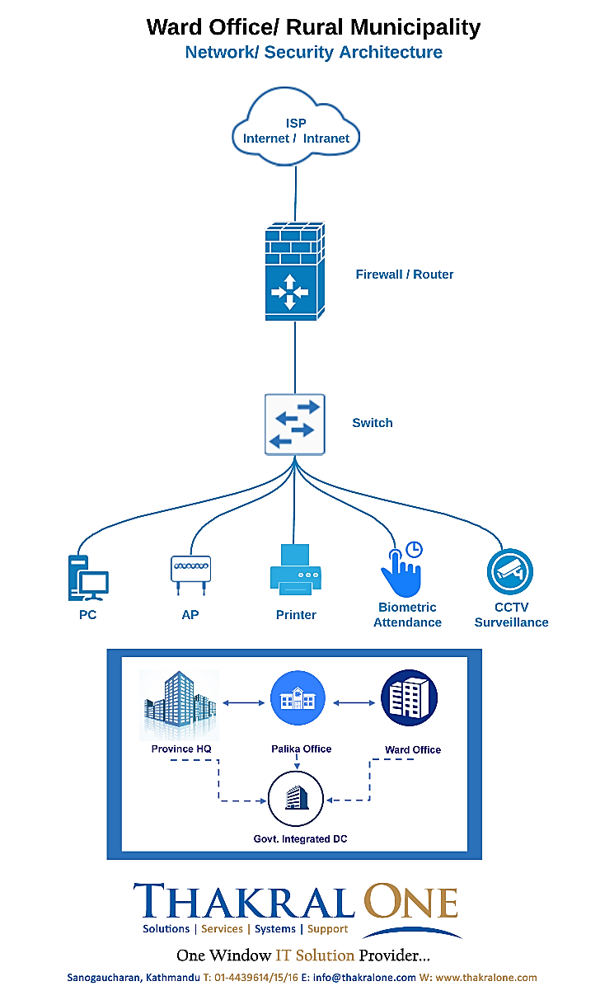 Ward Office/ Rural Municipality
Network/ Security Architecture
ISP
Internet / Intranet
Firewall / Router
Switch
PC
AP
Printer
Biometric
Attendance
CCTV
Surveillance
Province HQ
Palika Office
Ward Office
Govt. Integrated DC
THAKRAL ONE
Solutions | Services | Systems | Support
One Window IT Solution Provider...
Sanogaucharan, Kathmandu T: 01-4439614/15/16 E: info@thakralone.com W: www.thakralone.com